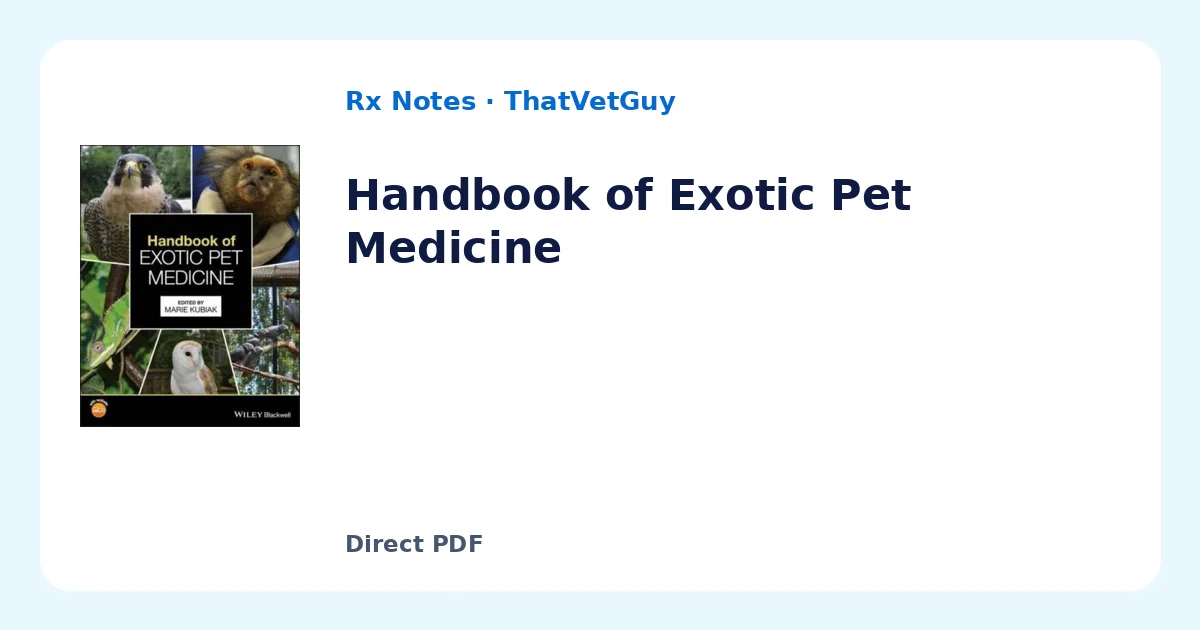 Rx Notes · ThatVetGuy
Handbook of Exotic Pet
Medicine
Handbook of
EXOTIC PET
MEDICINE
EDITED BY
MARIE KUBIAK
WILEY Blackwell
Direct PDF